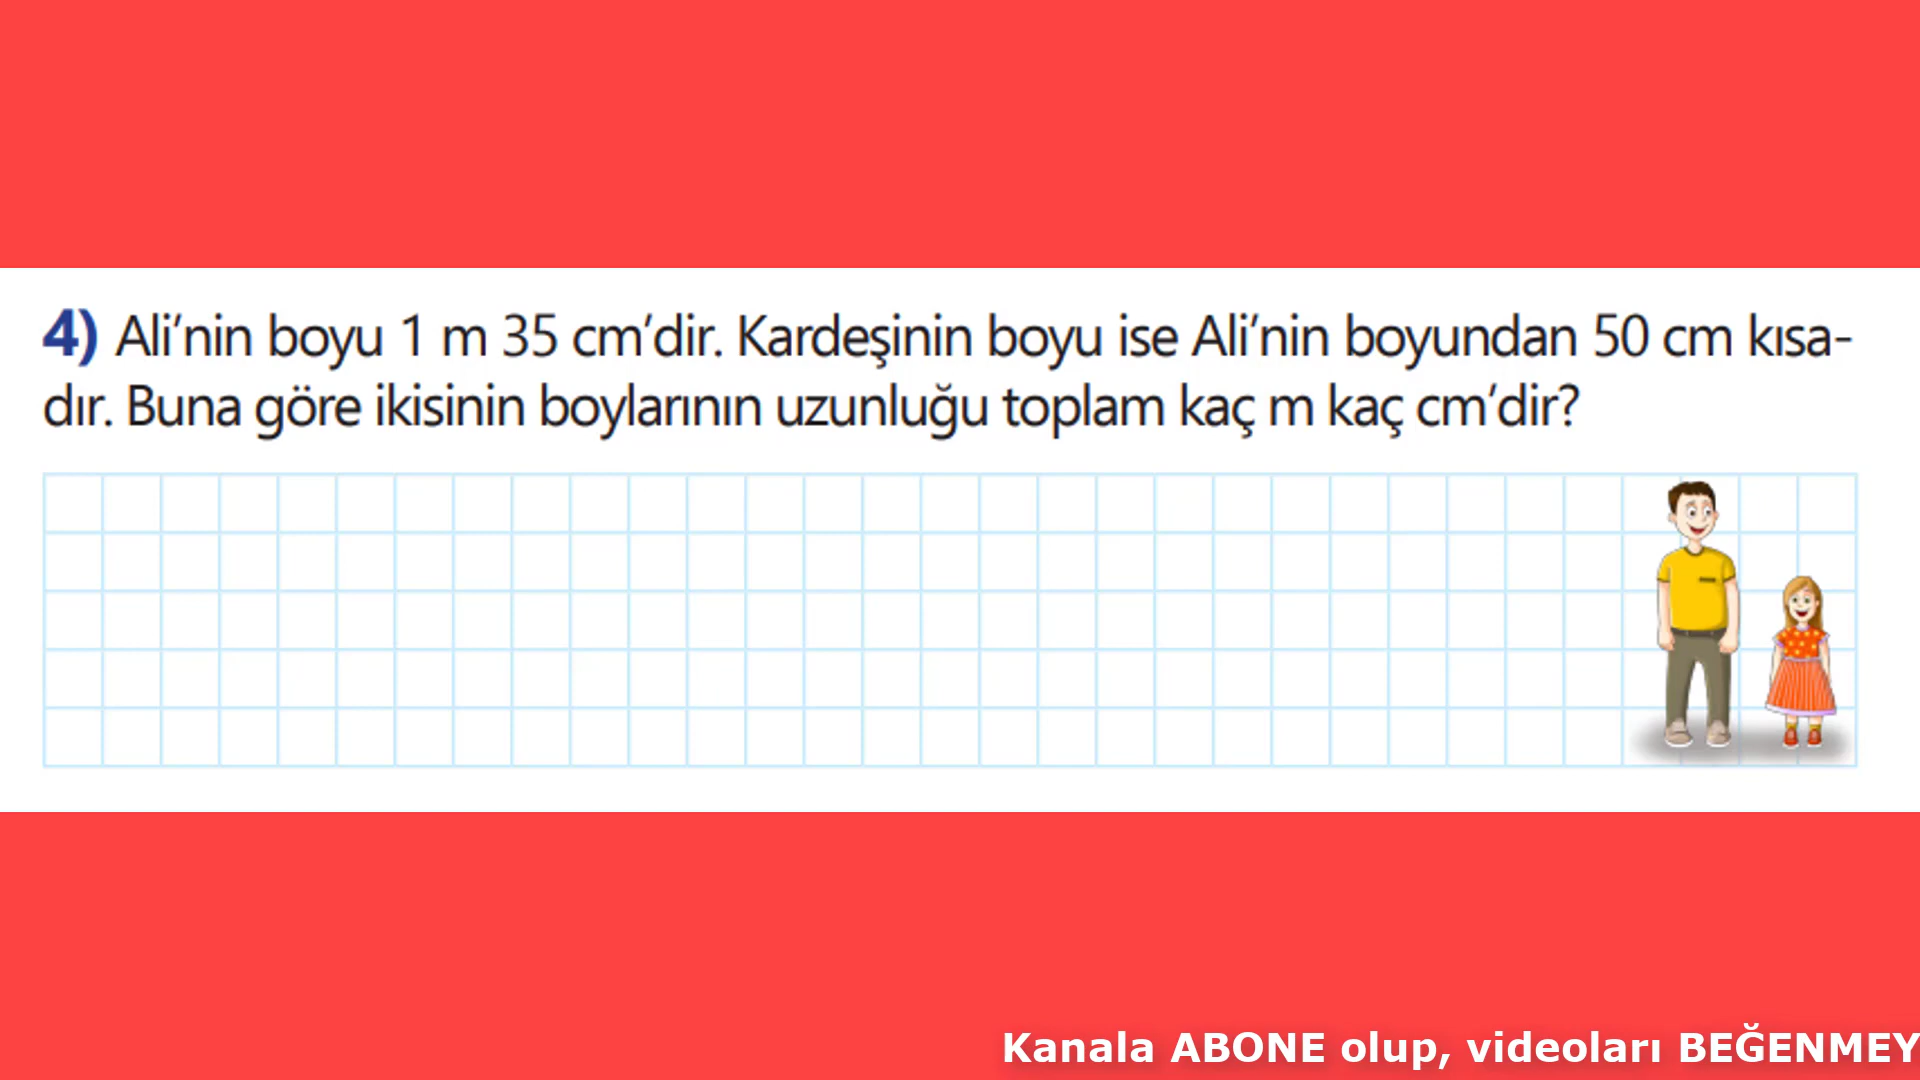 4) Ali’nin boyu 1 m 35 cm’dir. Kardeşinin boyu ise Ali’nin boyundan 50 cm kısa-
dır. Buna göre ikisinin boylarının uzunluğu toplam kaç m kaç cm’dir?
Kanala ABONE olup, videoları BEĞENMEY